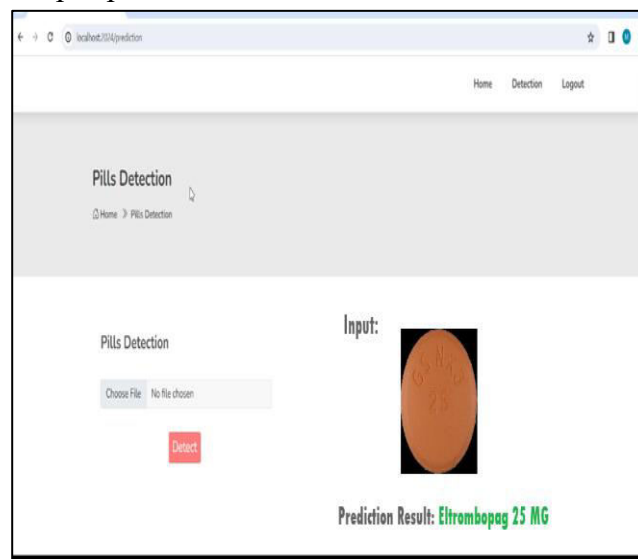 localhost:2024/prediction
Home Detection Logout
Pills Detection
Home > Pills Detection
Pills Detection
Choose File No file chosen
Detect
Input:
GS NX3
25
Prediction Result: Eltrombopag 25 MG